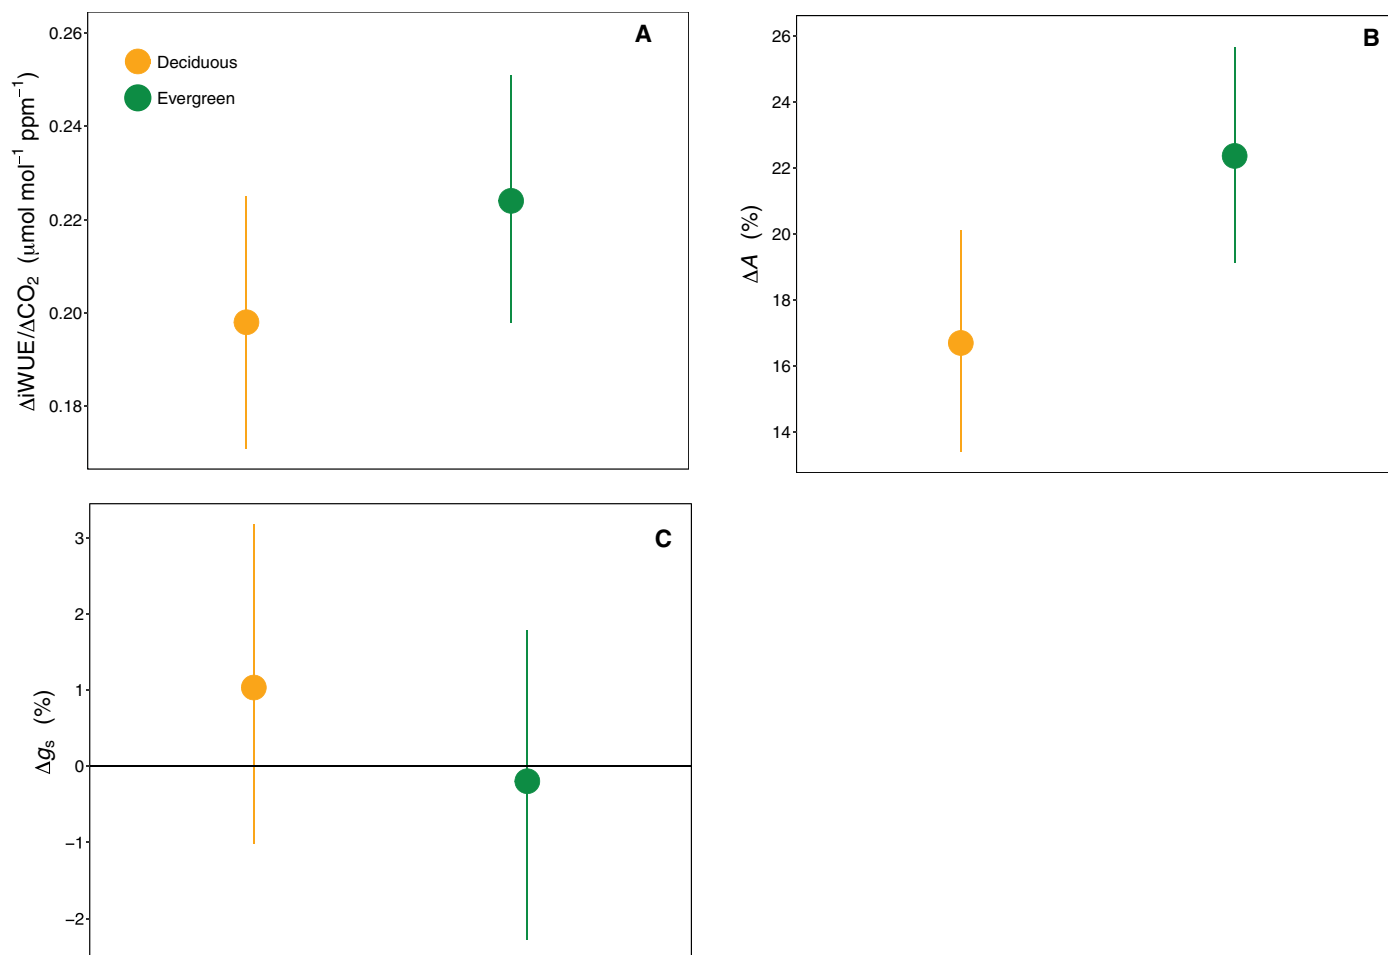 A
0.26
0.24
0.22
0.20
0.18
ΔiWUE/ΔCO₂ (μmol mol⁻¹ ppm⁻¹)
Deciduous
Evergreen
B
26
24
22
20
18
16
14
ΔA (%)
C
3
2
1
0
−1
−2
Δgₛ (%)